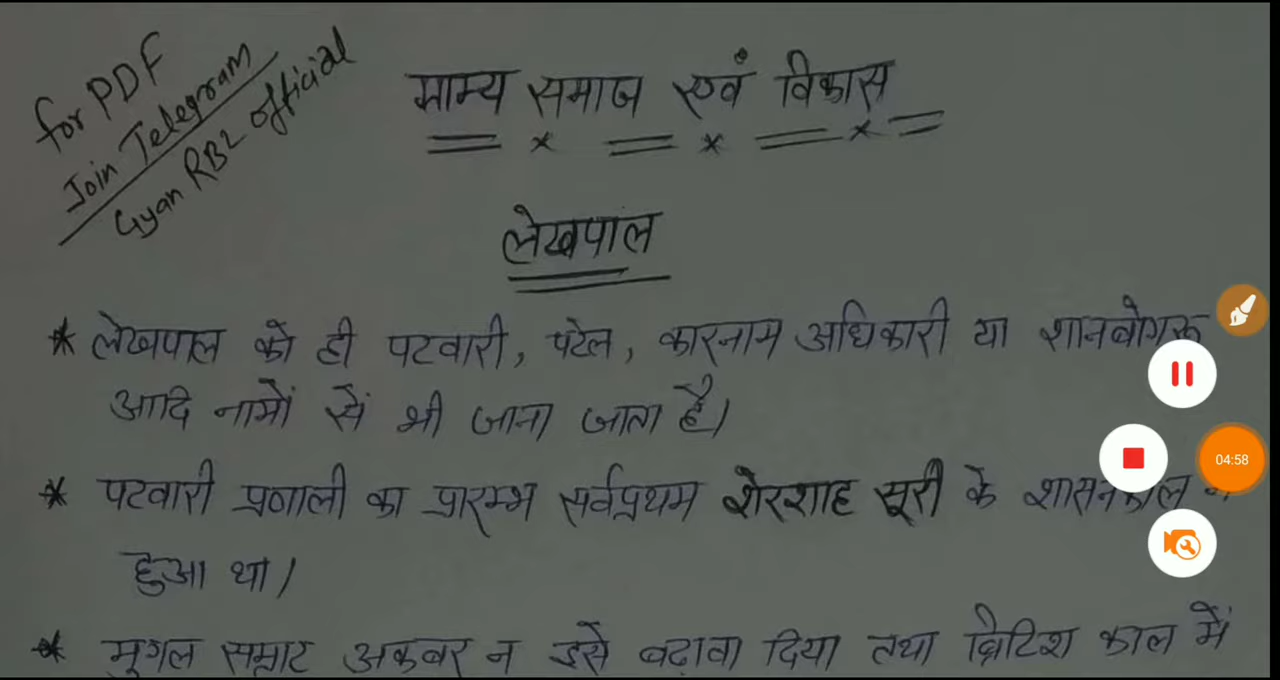 for PDF
Join Telegram
Gyan RB2 official
ग्राम्य समाज एवं विकास
लेखपाल
* लेखपाल को ही पटवारी, पटेल, कारनाम अधिकारी या शानबोगरू
आदि नामों से भी जाना जाता है।
* पटवारी प्रणाली का प्रारम्भ सर्वप्रथम शेरशाह सूरी के शासनकाल
हुआ था।
* मुगल सम्राट अकबर न इसे बढ़ावा दिया तथा ब्रिटिश काल में
04:58